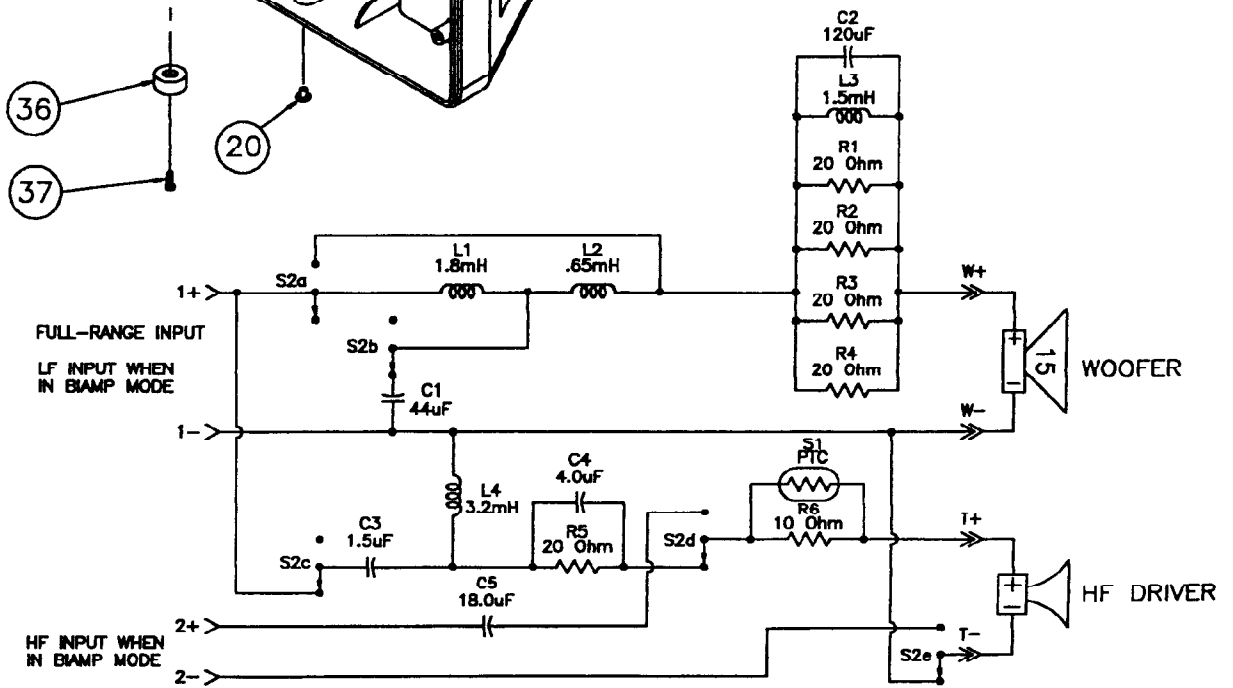 36
20
37
C2
120uF
L3
1.5mH
R1
20 Ohm
R2
20 Ohm
R3
20 Ohm
R4
20 Ohm
L1
1.8mH
L2
.65mH
S2a
1+
W+
FULL-RANGE INPUT
S2b
LF INPUT WHEN
IN BIAMP MODE
C1
44uF
15
+
-
WOOFER
1-
W-
L4
3.2mH
C4
4.0uF
R5
20 Ohm
S1
PTC
R6
10 Ohm
C3
1.5uF
S2c
S2d
T+
C5
18.0uF
+
-
HF DRIVER
2+
HF INPUT WHEN
IN BIAMP MODE
T-
S2e
2-